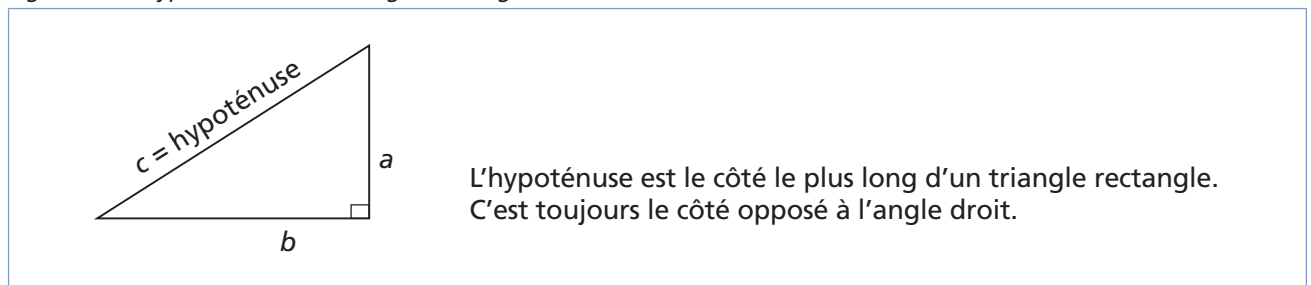 c = hypoténuse
a
L'hypoténuse est le côté le plus long d'un triangle rectangle.
C'est toujours le côté opposé à l'angle droit.
b